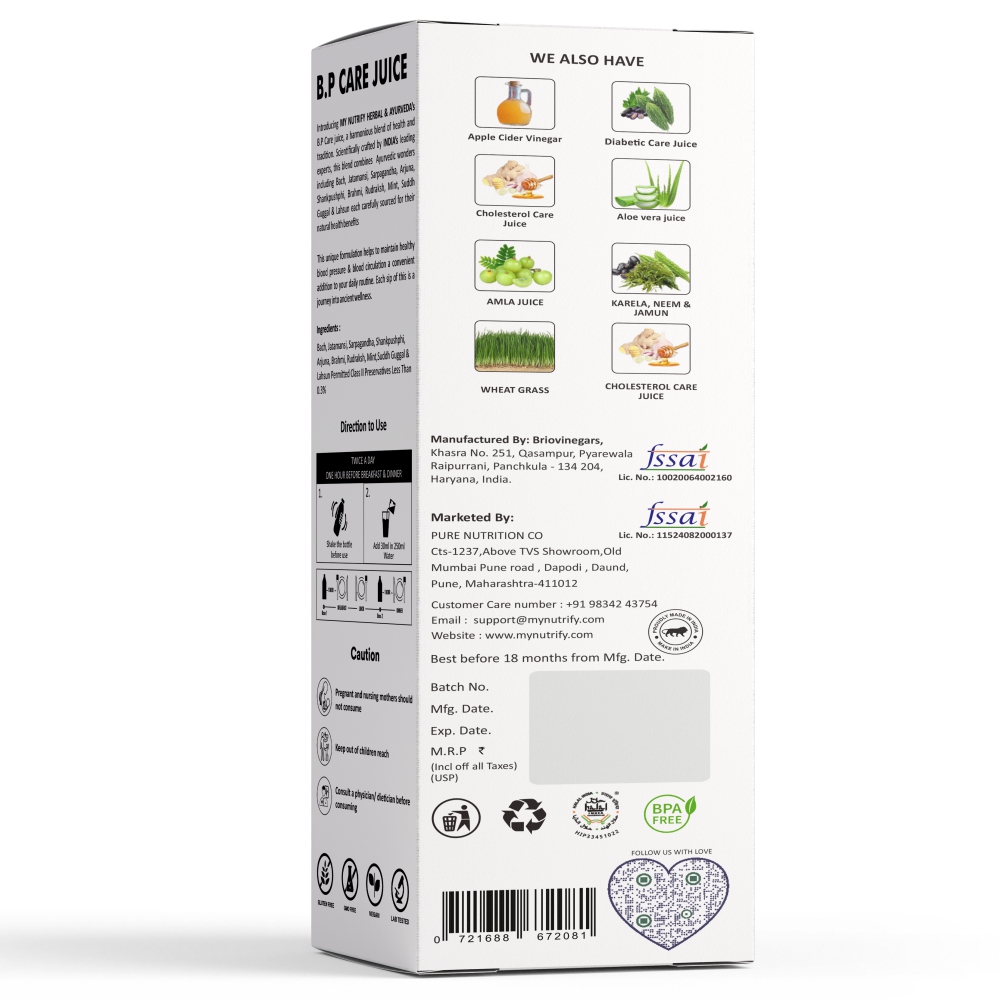 B.P CARE JUICE
Introducing MY NUTRIFY HERBAL & AYURVEDA's
B.P Care juice, a harmonious blend of health and
tradition. Scientifically crafted by INDIA's leading
experts, this blend combines Ayurvedic wonders
including Bach, Jatamansi, Sarpagandha, Arjuna,
Shankpushphi, Brahmi, Rudraksh, Mint, Suddh
Guggal & Lahsun each carefully sourced for their
natural health benefits
This unique formulation helps to maintain healthy
blood pressure & blood circulation a convenient
addition to your daily routine. Each sip of this is a
journey into ancient wellness.
Ingredients :
Bach, Jatamansi, Sarpagandha, Shankpushphi,
Arjuna, Brahmi, Rudraksh, Mint,Suddh Guggal &
Lahsun Permitted Class II Preservatives Less Than
0.3%
Direction to Use
TWICE A DAY
ONE HOUR BEFORE BREAKFAST & DINNER
1.
Shake the bottle
before use
2.
Add 30ml in 250ml
Water
Caution
Pregnant and nursing mothers should
not consume
Keep out of children reach
Consult a physician/ dietician before
consuming
GLUTEN FREE
GMO FREE
VEGAN
LAB TESTED
WE ALSO HAVE
Apple Cider Vinegar
Diabetic Care Juice
Cholesterol Care
Juice
Aloe vera juice
AMLA JUICE
KARELA, NEEM &
JAMUN
WHEAT GRASS
CHOLESTEROL CARE
JUICE
Manufactured By: Briovinegars,
Khasra No. 251, Qasampur, Pyarewala
Raipurrani, Panchkula - 134 204,
Haryana, India.
fssai
Lic. No.: 10020064002160
fssai
Lic. No.: 11524082000137
Marketed By:
PURE NUTRITION CO
Cts-1237,Above TVS Showroom,Old
Mumbai Pune road , Dapodi , Daund,
Pune, Maharashtra-411012
Customer Care number : +91 98342 43754
Email : support@mynutrify.com
Website : www.mynutrify.com
PROUDLY MADE IN INDIA
MAKE IN INDIA
Best before 18 months from Mfg. Date.
Batch No.
Mfg. Date.
Exp. Date.
M.R.P ₹
(Incl off all Taxes)
(USP)
HIP33451022
BPA
FREE
FOLLOW US WITH LOVE
0 721688 672081